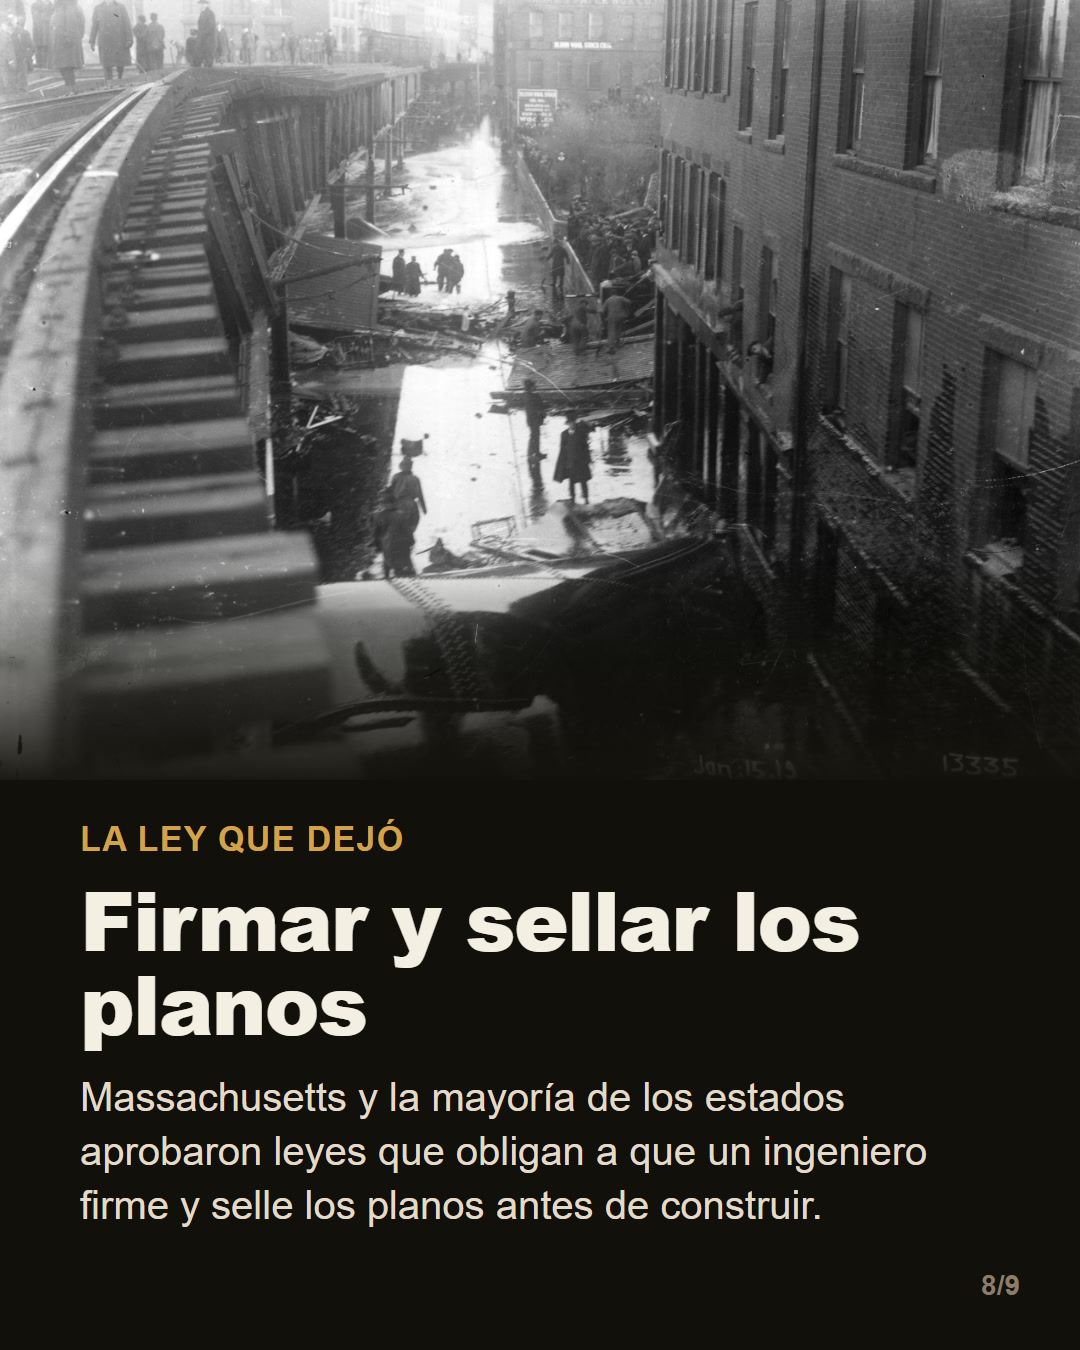 Jan. 15. 19
13335
LA LEY QUE DEJÓ
Firmar y sellar los
planos
Massachusetts y la mayoría de los estados
aprobaron leyes que obligan a que un ingeniero
firme y selle los planos antes de construir.
8/9